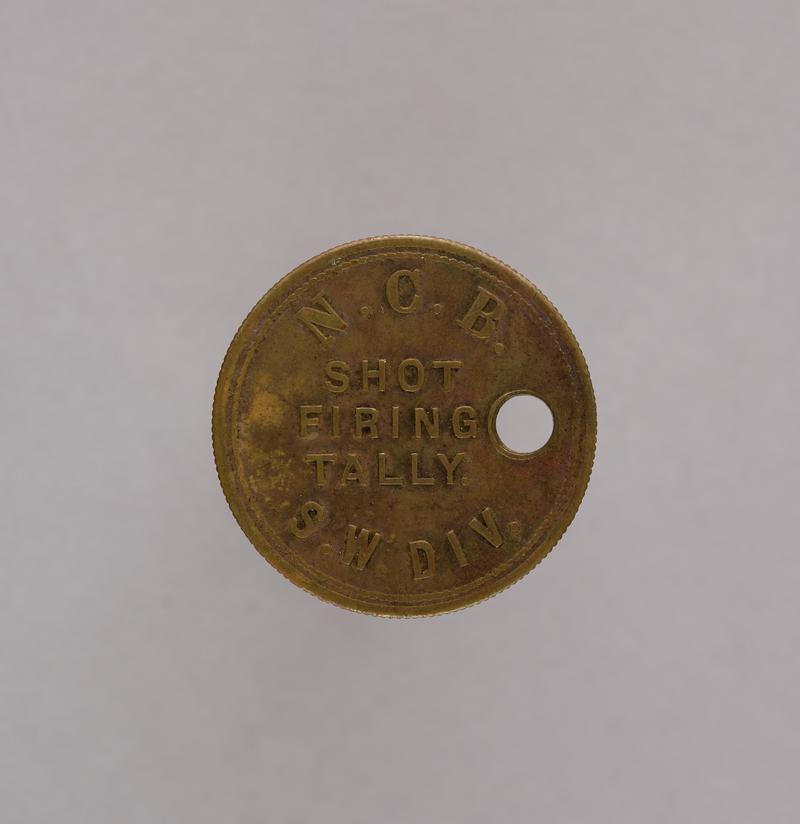 N.C.B.
SHOT
FIRING
TALLY.
S.W. DIV.